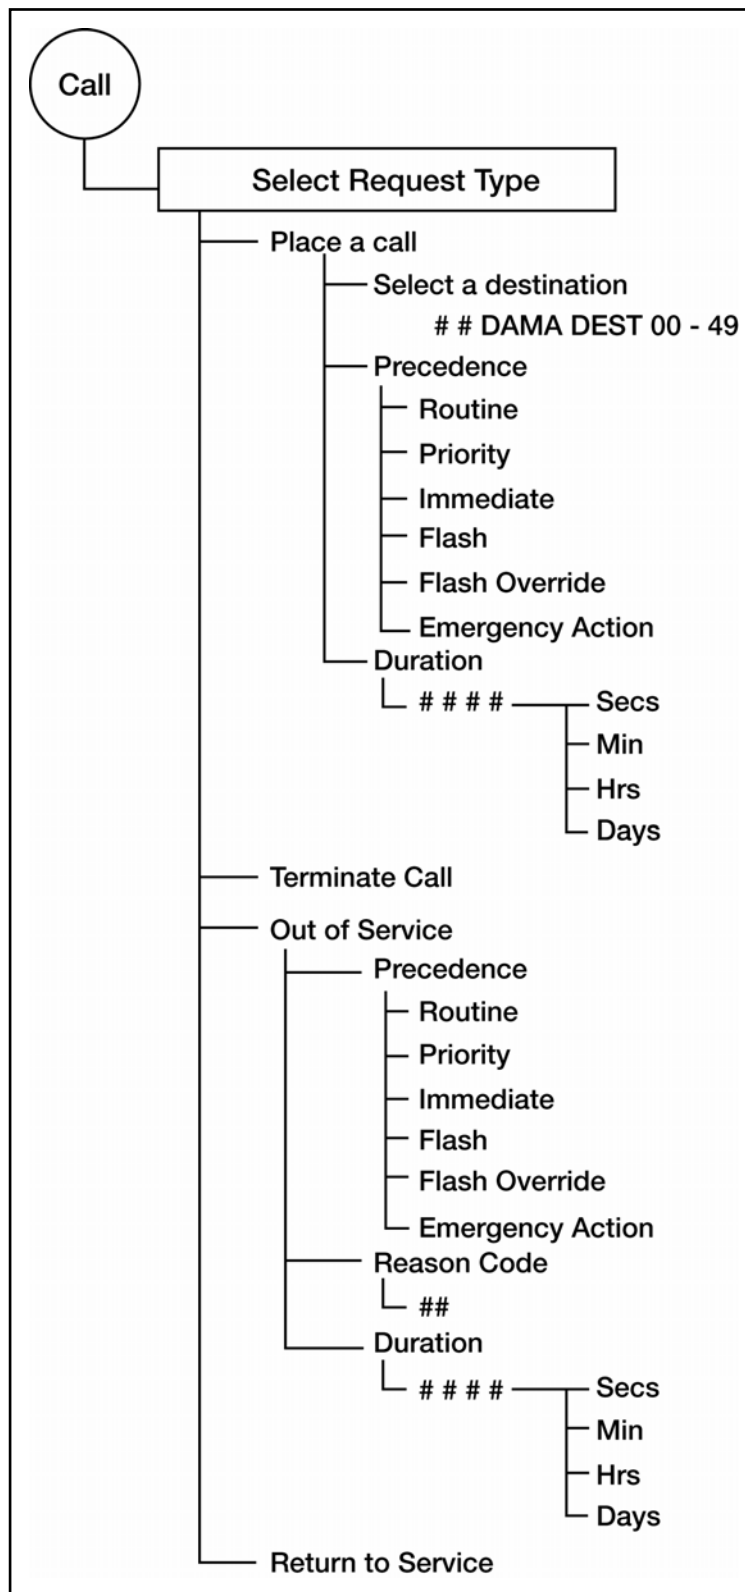 Call
Select Request Type
Place a call
Select a destination
# # DAMA DEST 00 - 49
Precedence
Routine
Priority
Immediate
Flash
Flash Override
Emergency Action
Duration
# # # # Secs
Min
Hrs
Days
Terminate Call
Out of Service
Precedence
Routine
Priority
Immediate
Flash
Flash Override
Emergency Action
Reason Code
##
Duration
# # # # Secs
Min
Hrs
Days
Return to Service